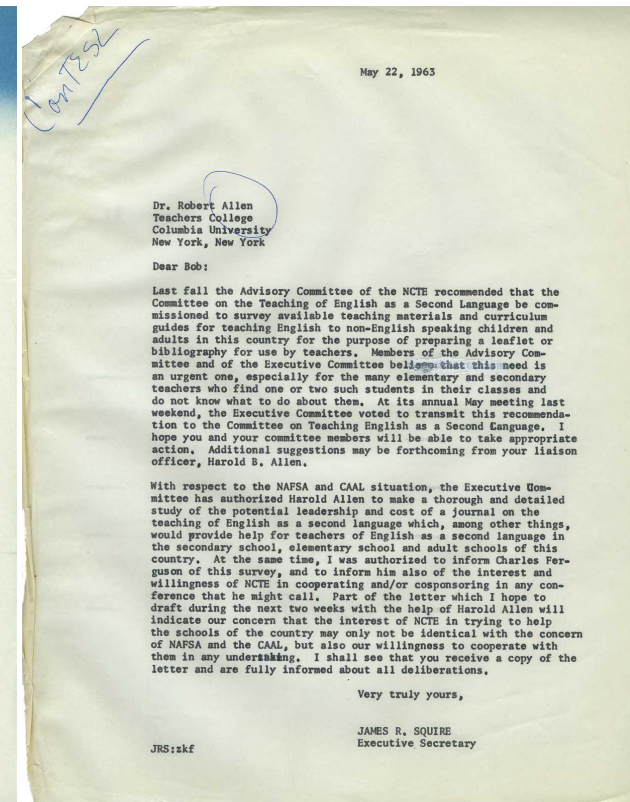 ConTESL
May 22, 1963
Dr. Robert Allen
Teachers College
Columbia University
New York, New York
Dear Bob:
Last fall the Advisory Committee of the NCTE recommended that the
Committee on the Teaching of English as a Second Language be com-
missioned to survey available teaching materials and curriculum
guides for teaching English to non-English speaking children and
adults in this country for the purpose of preparing a leaflet or
bibliography for use by teachers. Members of the Advisory Com-
mittee and of the Executive Committee believe that this need is
an urgent one, especially for the many elementary and secondary
teachers who find one or two such students in their classes and
do not know what to do about them. At its annual May meeting last
weekend, the Executive Committee voted to transmit this recommenda-
tion to the Committee on Teaching English as a Second Language. I
hope you and your committee members will be able to take appropriate
action. Additional suggestions may be forthcoming from your liaison
officer, Harold B. Allen.
With respect to the NAFSA and CAAL situation, the Executive Com-
mittee has authorized Harold Allen to make a thorough and detailed
study of the potential leadership and cost of a journal on the
teaching of English as a second language which, among other things,
would provide help for teachers of English as a second language in
the secondary school, elementary school and adult schools of this
country. At the same time, I was authorized to inform Charles Fer-
guson of this survey, and to inform him also of the interest and
willingness of NCTE in cooperating and/or cosponsoring in any con-
ference that he might call. Part of the letter which I hope to
draft during the next two weeks with the help of Harold Allen will
indicate our concern that the interest of NCTE in trying to help
the schools of the country may only not be identical with the concern
of NAFSA and the CAAL, but also our willingness to cooperate with
them in any undertaking. I shall see that you receive a copy of the
letter and are fully informed about all deliberations.
Very truly yours,
JAMES R. SQUIRE
Executive Secretary
JRS:zkf